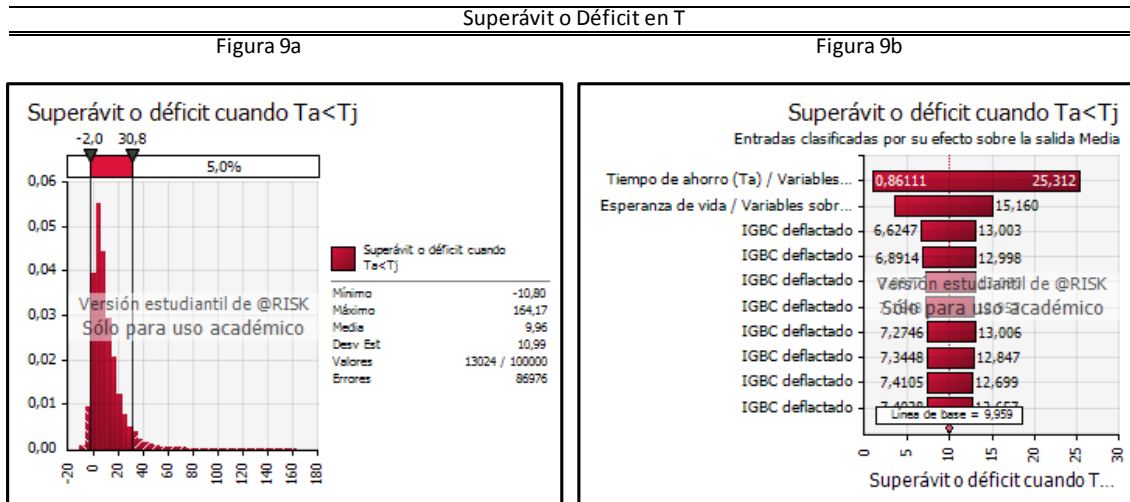 Superávit o Déficit en T
Figura 9a
Figura 9b
Superávit o déficit cuando Ta<Tj
-2,0 30,8
5,0%
0,06
0,05
0,04
0,03
0,02
0,01
0,00
-20 0 20 40 60 80 100 120 140 160 180
Versión estudiantil de @RISK
Sólo para uso académico
Superávit o déficit cuando
Ta<Tj
Mínimo -10,80
Máximo 164,17
Media 9,96
Desv Est 10,99
Valores 13024 / 100000
Errores 86976
Superávit o déficit cuando Ta<Tj
Entradas clasificadas por su efecto sobre la salida Media
Tiempo de ahorro (Ta) / Variables... 0,86111 25,312
Esperanza de vida / Variables sobr... 15,160
IGBC deflactado 6,6247 13,003
IGBC deflactado 6,8914 12,998
IGBC deflactado
IGBC deflactado
IGBC deflactado 7,2746 13,006
IGBC deflactado 7,3448 12,847
IGBC deflactado 7,4105 12,699
IGBC deflactado
Versión estudiantil de @RISK
Sólo para uso académico
Línea de base = 9,959
0 5 10 15 20 25 30
Superávit o déficit cuando T...